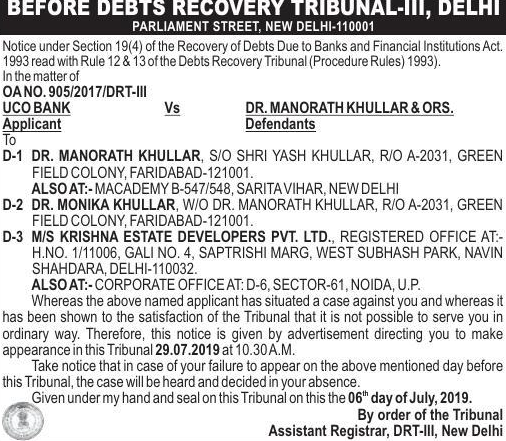 BEFORE DEBTS RECOVERY TRIBUNAL-III, DELHI
PARLIAMENT STREET, NEW DELHI-110001
Notice under Section 19(4) of the Recovery of Debts Due to Banks and Financial Institutions Act.
1993 read with Rule 12 & 13 of the Debts Recovery Tribunal (Procedure Rules) 1993).
In the matter of
OA NO. 905/2017/DRT-III
UCO BANK Vs DR. MANORATH KHULLAR & ORS.
Applicant Defendants
To
D-1 DR. MANORATH KHULLAR, S/O SHRI YASH KHULLAR, R/O A-2031, GREEN
FIELD COLONY, FARIDABAD-121001.
ALSO AT:- MACADEMY B-547/548, SARITA VIHAR, NEW DELHI
D-2 DR. MONIKA KHULLAR, W/O DR. MANORATH KHULLAR, R/O A-2031, GREEN
FIELD COLONY, FARIDABAD-121001.
D-3 M/S KRISHNA ESTATE DEVELOPERS PVT. LTD., REGISTERED OFFICE AT:-
H.NO. 1/11006, GALI NO. 4, SAPTRISHI MARG, WEST SUBHASH PARK, NAVIN
SHAHDARA, DELHI-110032.
ALSO AT:- CORPORATE OFFICE AT: D-6, SECTOR-61, NOIDA, U.P.
Whereas the above named applicant has situated a case against you and whereas it
has been shown to the satisfaction of the Tribunal that it is not possible to serve you in
ordinary way. Therefore, this notice is given by advertisement directing you to make
appearance in this Tribunal 29.07.2019 at 10.30 A.M.
Take notice that in case of your failure to appear on the above mentioned day before
this Tribunal, the case will be heard and decided in your absence.
Given under my hand and seal on this Tribunal on this the 06th day of July, 2019.
By order of the Tribunal
Assistant Registrar, DRT-III, New Delhi